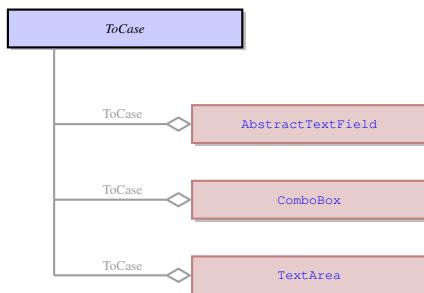 ToCase
ToCase
AbstractTextField
ToCase
ComboBox
ToCase
TextArea